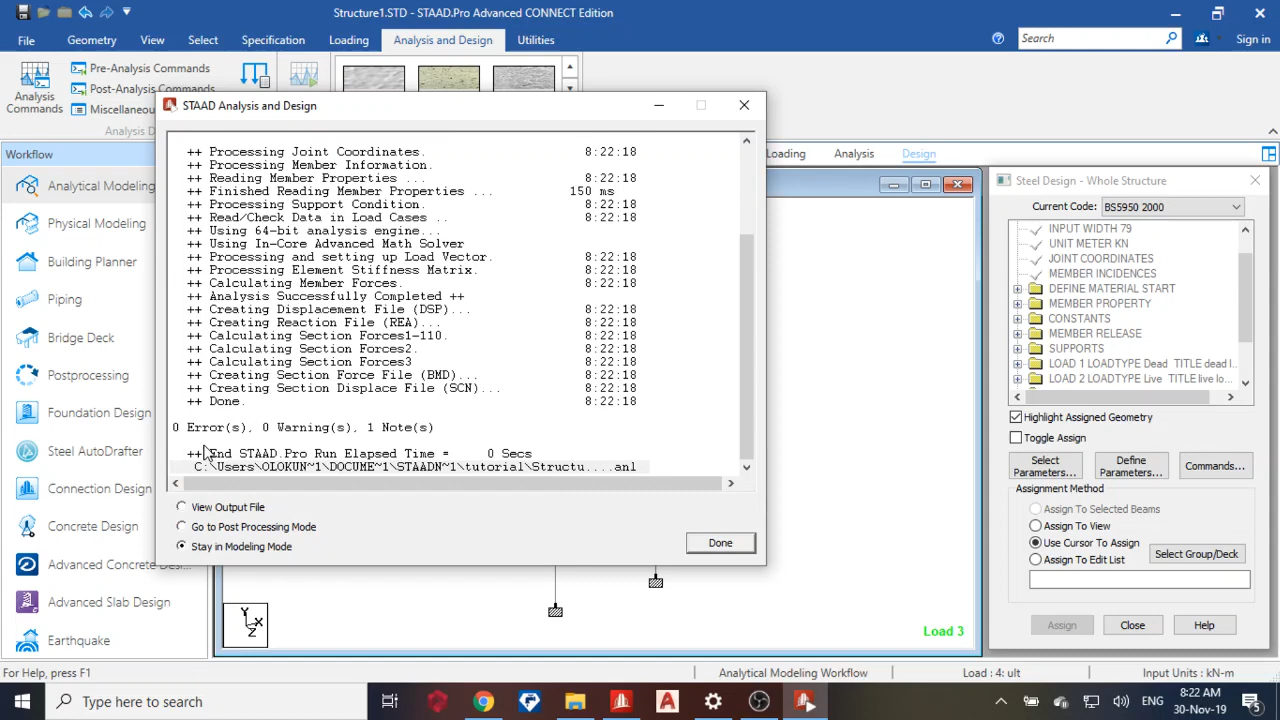 Structure1.STD - STAAD.Pro Advanced CONNECT Edition
File Geometry View Select Specification Loading Analysis and Design Utilities Search Sign in
Analysis Commands
Pre-Analysis Commands
Post-Analysis Commands
Miscellaneous
Analysis D
STAAD Analysis and Design
Workflow
Loading Analysis Design
Analytical Modeling
Physical Modeling
Building Planner
Piping
Bridge Deck
Postprocessing
Foundation Design
Steel AutoDrafter
Connection Design
Concrete Design
Advanced Concrete Des
Advanced Slab Design
Earthquake
++ Processing Joint Coordinates. 8:22:18
++ Processing Member Information.
++ Reading Member Properties ... 8:22:18
++ Finished Reading Member Properties ... 150 ms
++ Processing Support Condition. 8:22:18
++ Read/Check Data in Load Cases .. 8:22:18
++ Using 64-bit analysis engine..
++ Using In-Core Advanced Math Solver
++ Processing and setting up Load Vector. 8:22:18
++ Processing Element Stiffness Matrix. 8:22:18
++ Calculating Member Forces. 8:22:18
++ Analysis Successfully Completed ++
++ Creating Displacement File (DSP)... 8:22:18
++ Creating Reaction File (REA)... 8:22:18
++ Calculating Section Forces1-110. 8:22:18
++ Calculating Section Forces2. 8:22:18
++ Calculating Section Forces3 8:22:18
++ Creating Section Force File (BMD)... 8:22:18
++ Creating Section Displace File (SCN)... 8:22:18
++ Done. 8:22:18
0 Error(s), 0 Warning(s), 1 Note(s)
++ End STAAD.Pro Run Elapsed Time = 0 Secs
C:\Users\OLOKUN~1\DOCUME~1\STAADN~1\tutorial\Structu....anl
View Output File
Go to Post Processing Mode
Stay in Modeling Mode
Done
Y
X
Z
Load 3
Steel Design - Whole Structure
Current Code: BS5950 2000
INPUT WIDTH 79
UNIT METER KN
JOINT COORDINATES
MEMBER INCIDENCES
DEFINE MATERIAL START
MEMBER PROPERTY
CONSTANTS
MEMBER RELEASE
SUPPORTS
LOAD 1 LOADTYPE Dead TITLE dead l
LOAD 2 LOADTYPE Live TITLE live lo
Highlight Assigned Geometry
Toggle Assign
Select Parameters...
Define Parameters...
Commands...
Assignment Method
Assign To Selected Beams
Assign To View
Use Cursor To Assign
Select Group/Deck
Assign To Edit List
Assign Close Help
For Help, press F1 Analytical Modeling Workflow Load : 4: ult Input Units : kN-m
Type here to search
ENG
8:22 AM
30-Nov-19
5